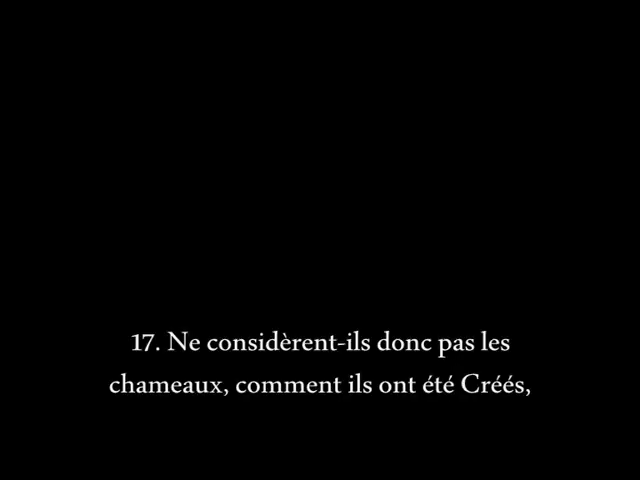 17. Ne considèrent-ils donc pas les
chameaux, comment ils ont été Créés,